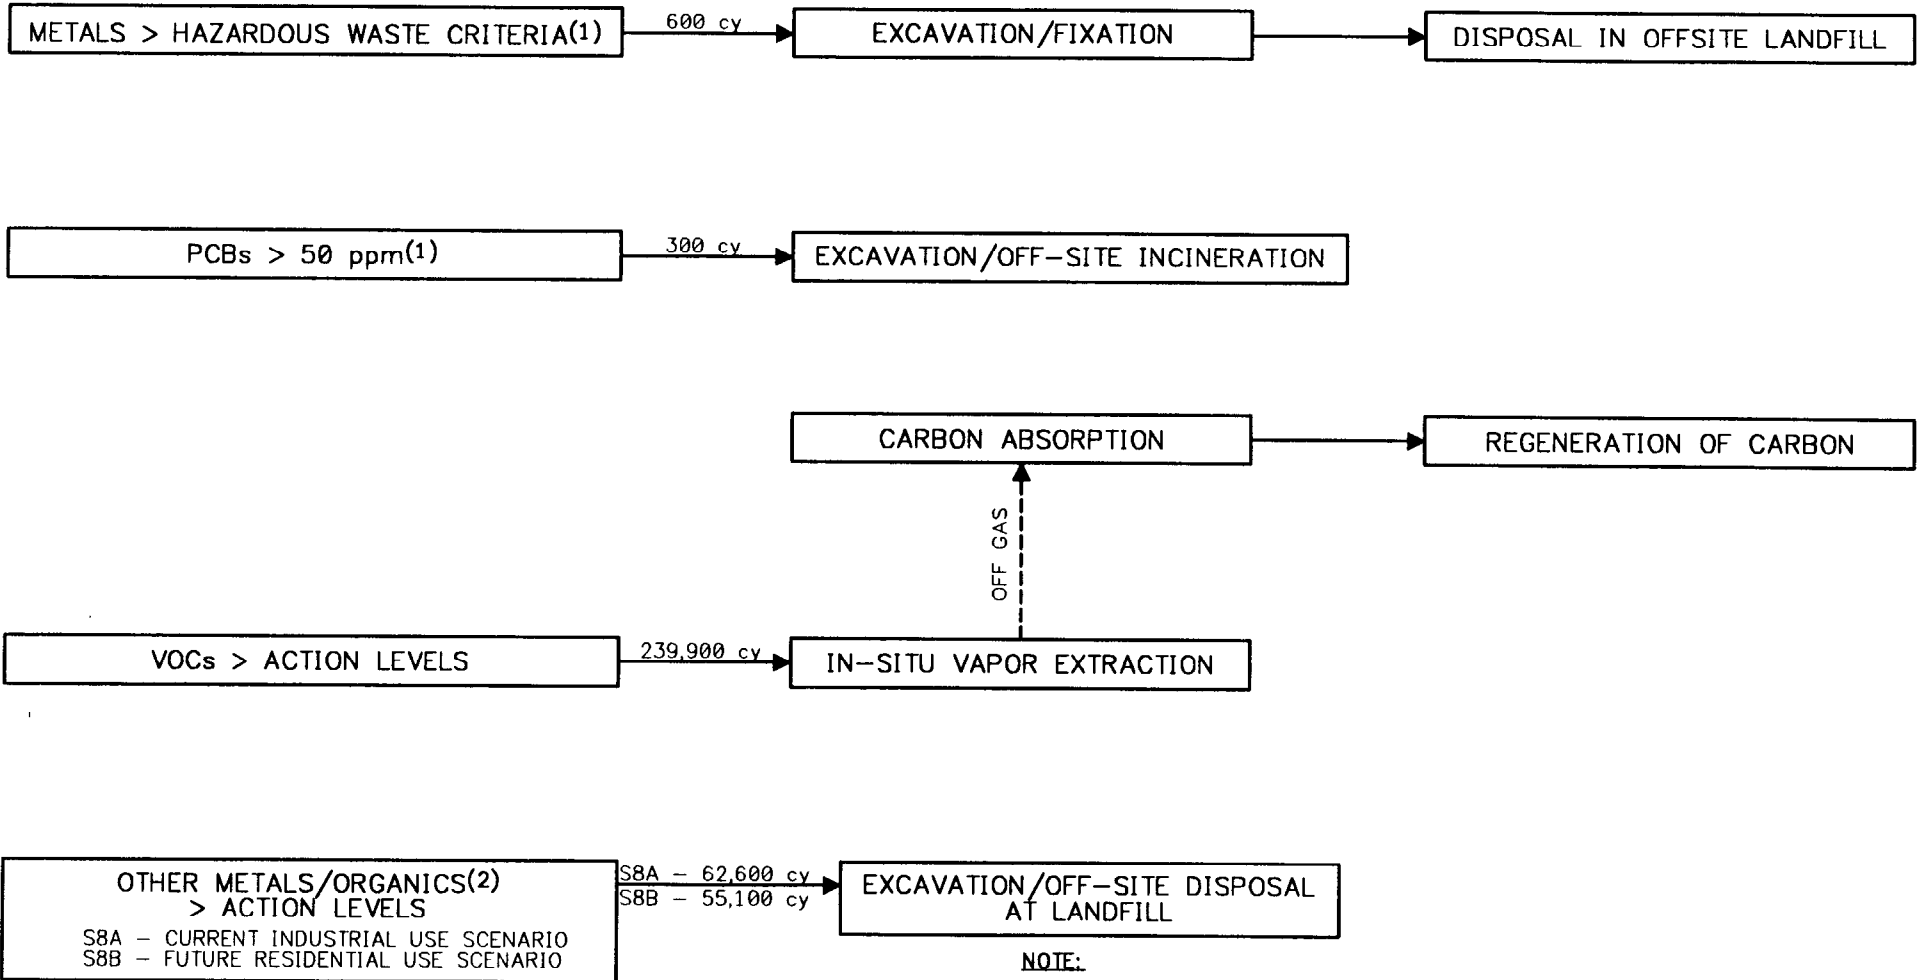 METALS > HAZARDOUS WASTE CRITERIA(1)
600 cy
EXCAVATION/FIXATION
DISPOSAL IN OFFSITE LANDFILL
PCBs > 50 ppm(1)
300 cy
EXCAVATION/OFF-SITE INCINERATION
CARBON ABSORPTION
REGENERATION OF CARBON
OFF GAS
VOCs > ACTION LEVELS
239,900 cy
IN-SITU VAPOR EXTRACTION
OTHER METALS/ORGANICS(2)
> ACTION LEVELS
S8A - CURRENT INDUSTRIAL USE SCENARIO
S8B - FUTURE RESIDENTIAL USE SCENARIO
S8A - 62,600 cy
S8B - 55,100 cy
EXCAVATION/OFF-SITE DISPOSAL
AT LANDFILL
NOTE: